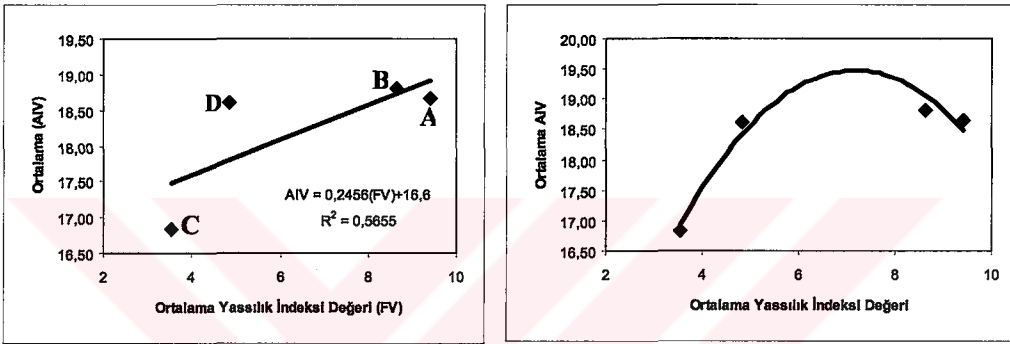 19,50
19,00
18,50
18,00
17,50
17,00
16,50
Ortalama (AIV)
B
D
A
C
AIV = 0,2456(FV)+16,6
R² = 0,5655
2 4 6 8 10
Ortalama Yassılık İndeksi Değeri (FV)
20,00
19,50
19,00
18,50
18,00
17,50
17,00
16,50
Ortalama AIV
2 4 6 8 10
Ortalama Yassılık İndeksi Değeri